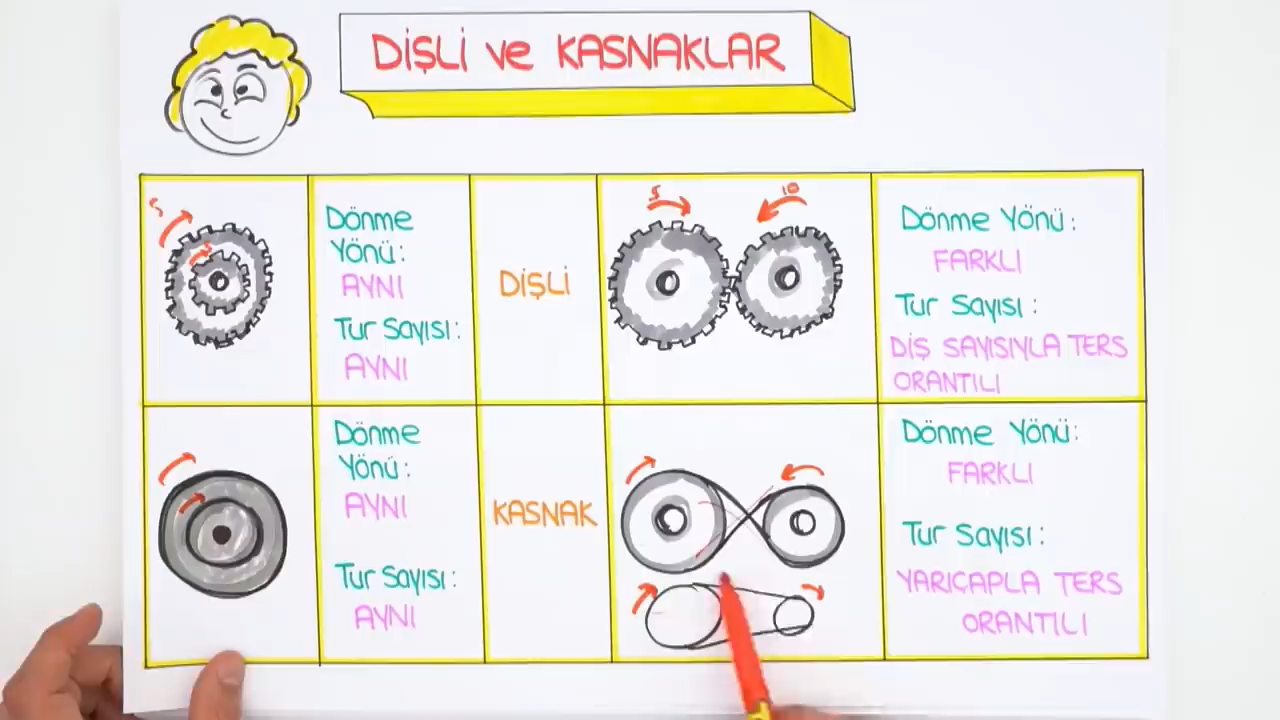 DİŞLİ ve KASNAKLAR
5
5
Dönme
Yönü:
AYNI
Tur Sayısı:
AYNI
DİŞLİ
5
10
Dönme Yönü:
FARKLI
Tur Sayısı:
DİŞ SAYISIYLA TERS
ORANTILI
Dönme
Yönü:
AYNI
Tur Sayısı:
AYNI
KASNAK
Dönme Yönü:
FARKLI
Tur Sayısı:
YARIÇAPLA TERS
ORANTILI